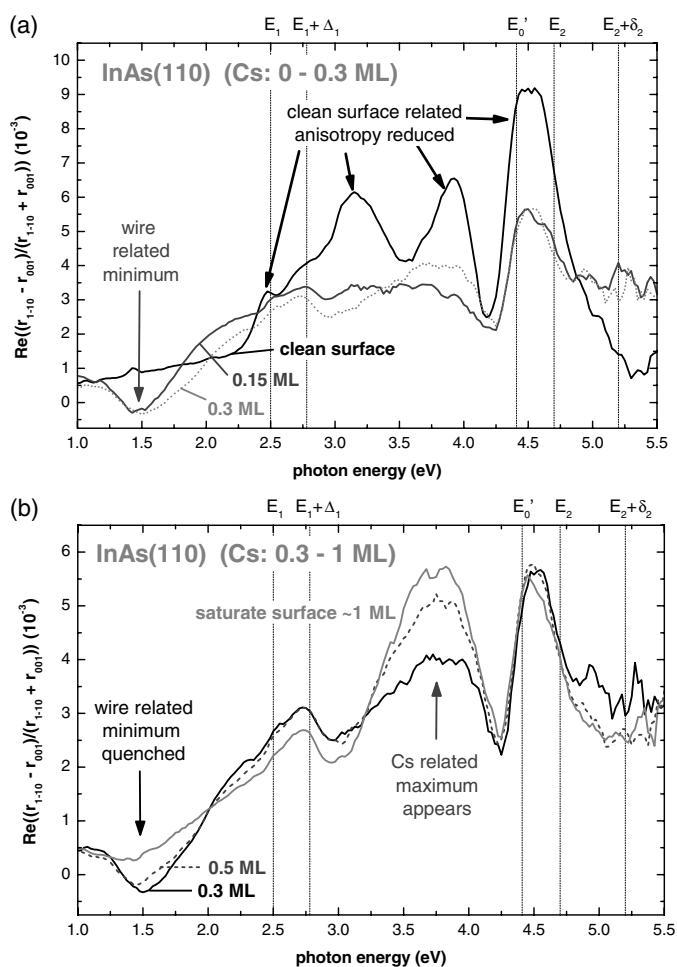 (a)
E₁ E₁+ Δ₁ E₀' E₂ E₂+δ₂
InAs(110) (Cs: 0 - 0.3 ML)
clean surface related
anisotropy reduced
wire
related
minimum
clean surface
0.15 ML
0.3 ML
Re((r₁₋₁₀ - r₀₀₁)/(r₁₋₁₀ + r₀₀₁)) (10⁻³)
10
9
8
7
6
5
4
3
2
1
0
1.0 1.5 2.0 2.5 3.0 3.5 4.0 4.5 5.0 5.5
photon energy (eV)
(b)
E₁ E₁+ Δ₁ E₀' E₂ E₂+δ₂
InAs(110) (Cs: 0.3 - 1 ML)
saturate surface ~1 ML
wire related
minimum
quenched
Cs related
maximum
appears
0.5 ML
0.3 ML
Re((r₁₋₁₀ - r₀₀₁)/(r₁₋₁₀ + r₀₀₁)) (10⁻³)
6
5
4
3
2
1
0
1.0 1.5 2.0 2.5 3.0 3.5 4.0 4.5 5.0 5.5
photon energy (eV)